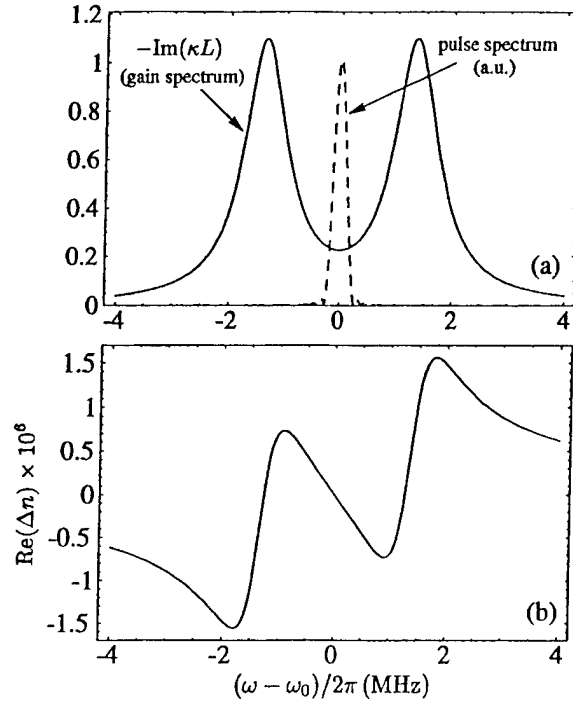 1.2
1
0.8
0.6
0.4
0.2
0
−Im(κL)
(gain spectrum)
pulse spectrum
(a.u.)
(a)
-4 -2 0 2 4
1.5
1
0.5
0
-0.5
-1
-1.5
Re(Δn) × 10⁶
(b)
-4 -2 0 2 4
(ω − ω₀)/2π (MHz)